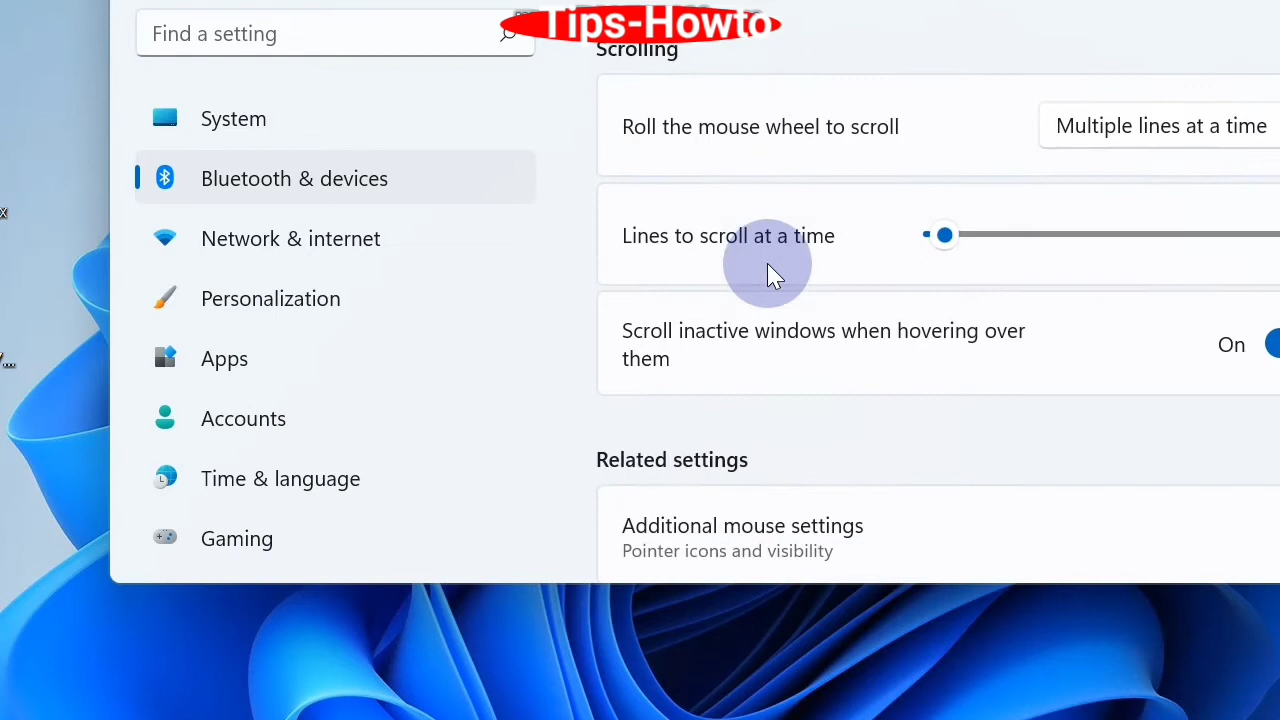 Tips-Howto
Find a setting
Scrolling
System
Roll the mouse wheel to scroll
Multiple lines at a time
Bluetooth & devices
Lines to scroll at a time
Network & internet
Personalization
Scroll inactive windows when hovering over
them
On
Apps
Accounts
Related settings
Time & language
Additional mouse settings
Pointer icons and visibility
Gaming
x